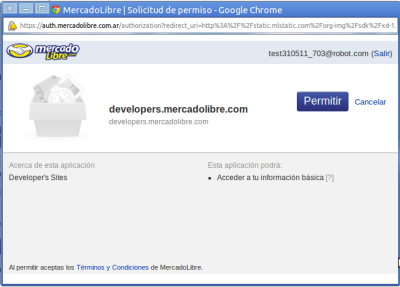 MercadoLibre | Solicitud de permiso - Google Chrome
https://auth.mercadolibre.com.ar/authorization?redirect_uri=http%3A%2F%2Fstatic.mlstatic.com%2Forg-img%2Fsdk%2Fxd-1.
mercado libre.com
test310511_703@robot.com (Salir)
developers.mercadolibre.com
developers.mercadolibre.com
Permitir
Cancelar
Acerca de esta aplicación
Developer's Sites
Esta aplicación podrá:
Acceder a tu información básica [?]
Al permitir aceptas los Términos y Condiciones de MercadoLibre.